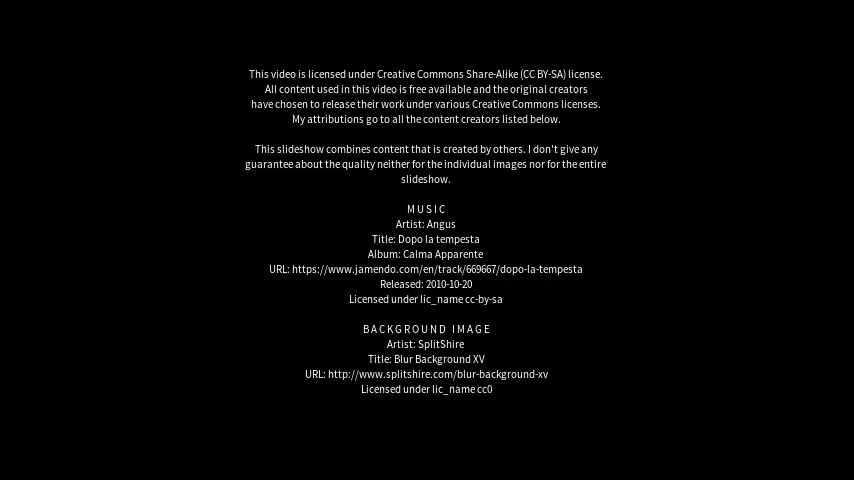 This video is licensed under Creative Commons Share-Alike (CC BY-SA) license.
All content used in this video is free available and the original creators
have chosen to release their work under various Creative Commons licenses.
My attributions go to all the content creators listed below.
This slideshow combines content that is created by others. I don't give any
guarantee about the quality neither for the individual images nor for the entire
slideshow.
MUSIC
Artist: Angus
Title: Dopo la tempesta
Album: Calma Apparente
URL: https://www.jamendo.com/en/track/669667/dopo-la-tempesta
Released: 2010-10-20
Licensed under lic_name cc-by-sa
BACKGROUND IMAGE
Artist: SplitShire
Title: Blur Background XV
URL: http://www.splitshire.com/blur-background-xv
Licensed under lic_name cc0